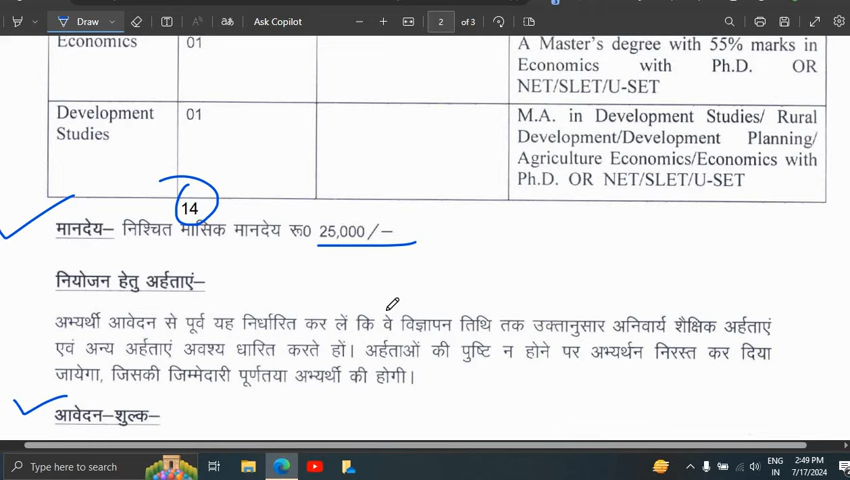 Draw
Ask Copilot
2 of 3
Economics 01 A Master's degree with 55% marks in
Economics with Ph.D. OR
NET/SLET/U-SET
Development 01 M.A. in Development Studies/ Rural
Studies Development/Development Planning/
Agriculture Economics/Economics with
Ph.D. OR NET/SLET/U-SET
14
मानदेय– निश्चित मासिक मानदेय रू0 25,000/–
नियोजन हेतु अर्हताएं–
अभ्यर्थी आवेदन से पूर्व यह निर्धारित कर लें कि वे विज्ञापन तिथि तक उक्तानुसार अनिवार्य शैक्षिक अर्हताएं
एवं अन्य अर्हताएं अवश्य धारित करते हों। अर्हताओं की पुष्टि न होने पर अभ्यर्थन निरस्त कर दिया
जायेगा, जिसकी जिम्मेदारी पूर्णतया अभ्यर्थी की होगी।
आवेदन–शुल्क–
Type here to search
ENG 2:49 PM
IN 7/17/2024